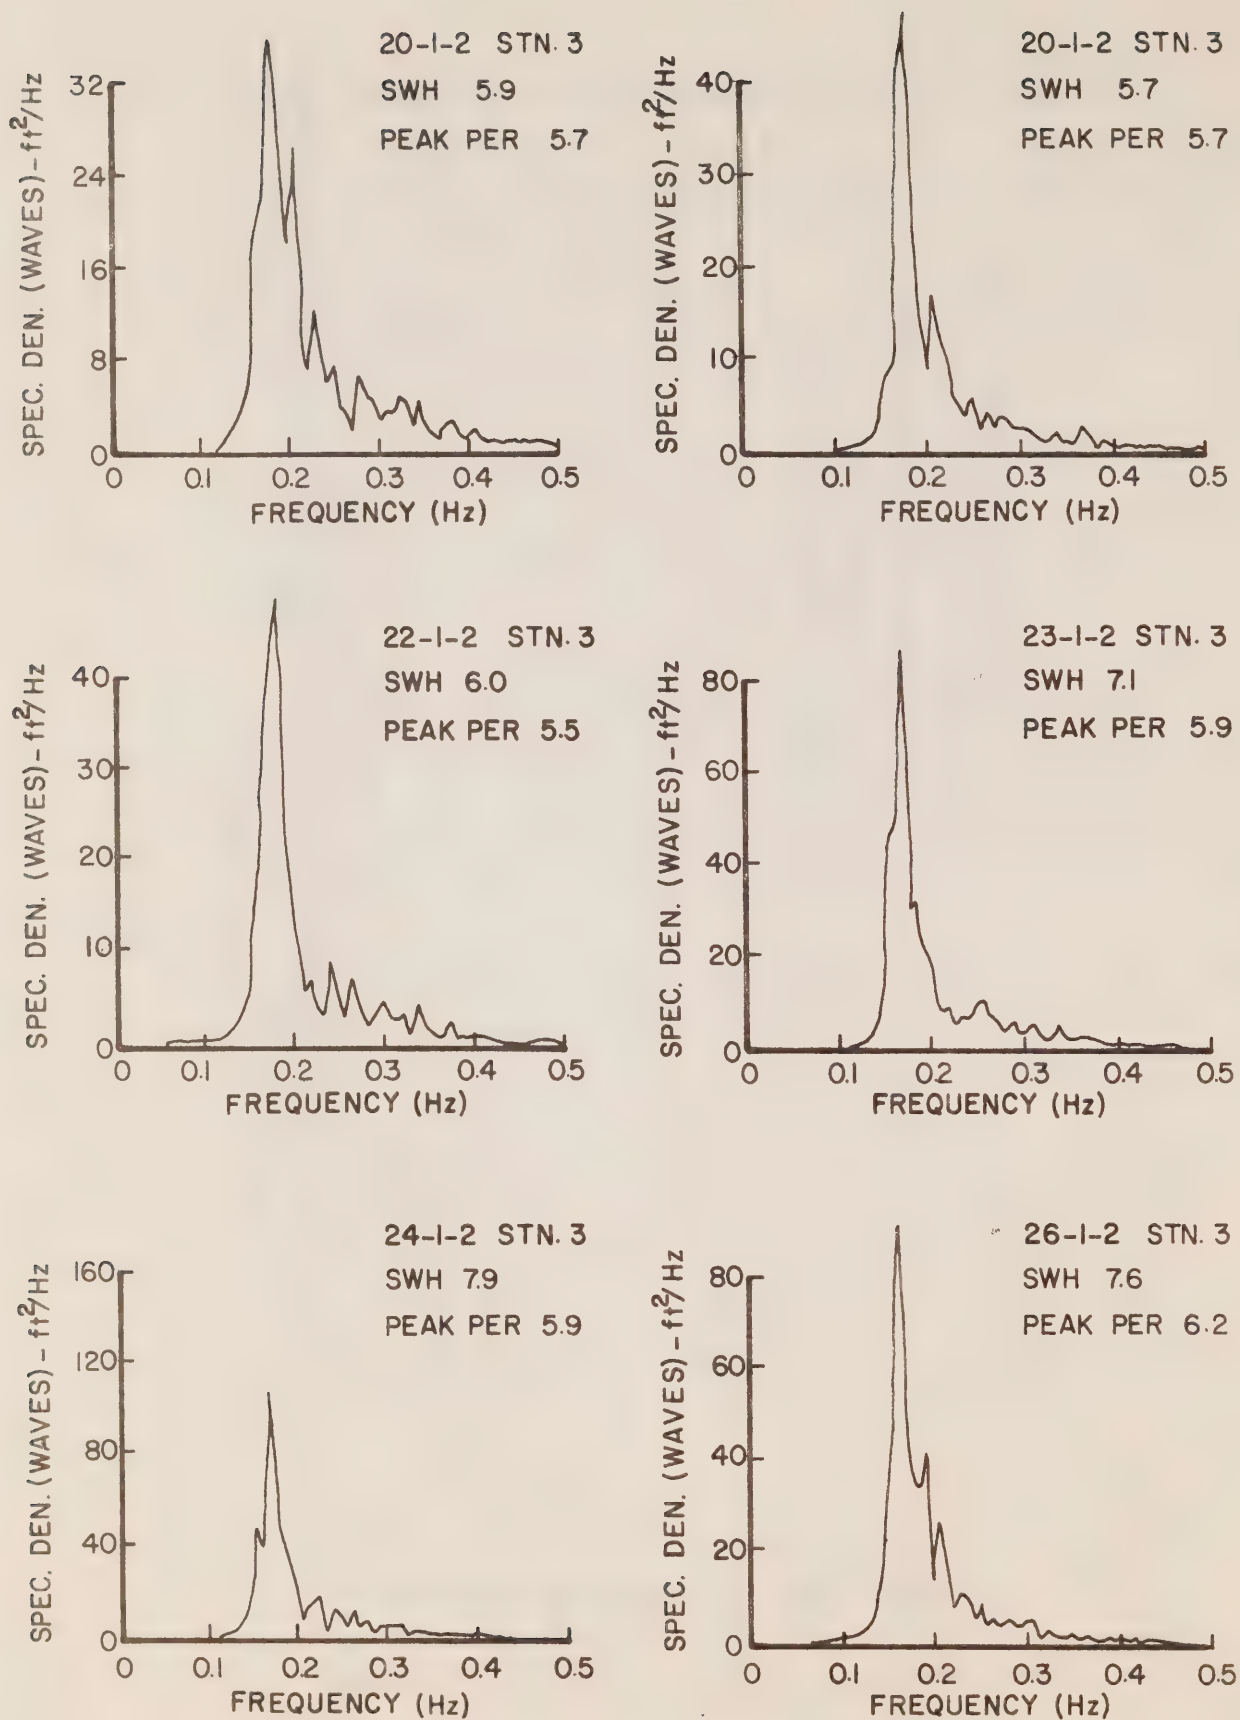 20-1-2 STN. 3
SWH 5.9
PEAK PER 5.7
SPEC. DEN. (WAVES) - ft²/Hz
32
24
16
8
0
0 0.1 0.2 0.3 0.4 0.5
FREQUENCY (Hz)
20-1-2 STN. 3
SWH 5.7
PEAK PER 5.7
SPEC. DEN. (WAVES) - ft²/Hz
40
30
20
10
0
0 0.1 0.2 0.3 0.4 0.5
FREQUENCY (Hz)
22-1-2 STN. 3
SWH 6.0
PEAK PER 5.5
SPEC. DEN. (WAVES) - ft²/Hz
40
30
20
10
0
0 0.1 0.2 0.3 0.4 0.5
FREQUENCY (Hz)
23-1-2 STN. 3
SWH 7.1
PEAK PER 5.9
SPEC. DEN. (WAVES) - ft²/Hz
80
60
40
20
0
0 0.1 0.2 0.3 0.4 0.5
FREQUENCY (Hz)
24-1-2 STN. 3
SWH 7.9
PEAK PER 5.9
SPEC. DEN. (WAVES) - ft²/Hz
160
120
80
40
0
0 0.1 0.2 0.3 0.4 0.5
FREQUENCY (Hz)
26-1-2 STN. 3
SWH 7.6
PEAK PER 6.2
SPEC. DEN. (WAVES) - ft²/Hz
80
60
40
20
0
0 0.1 0.2 0.3 0.4 0.5
FREQUENCY (Hz)